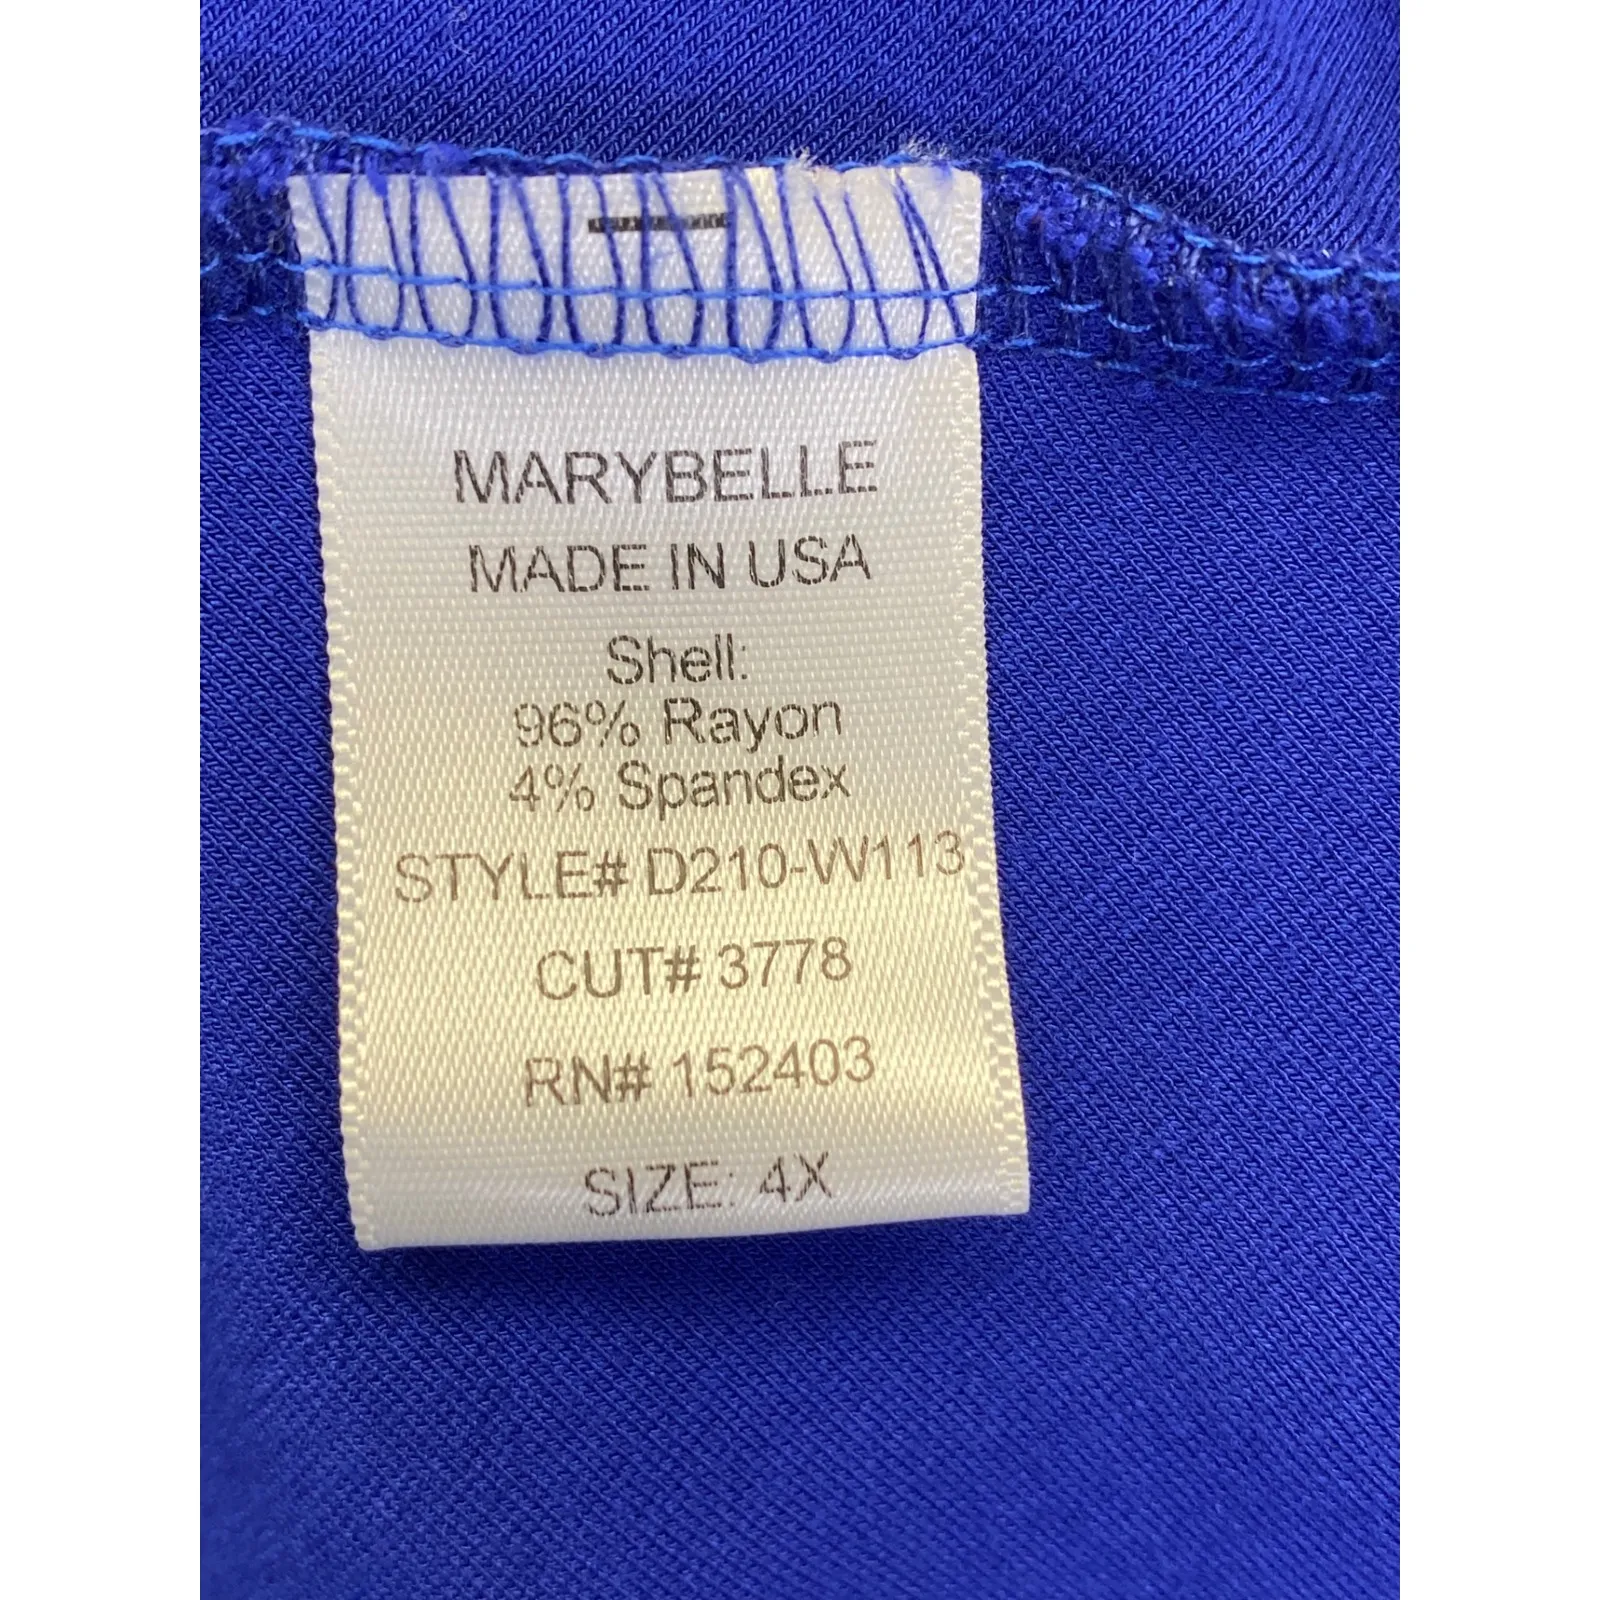 MARYBELLE
MADE IN USA
Shell:
96% Rayon
4% Spandex
STYLE# D210-W113
CUT# 3778
RN# 152403
SIZE: 4X